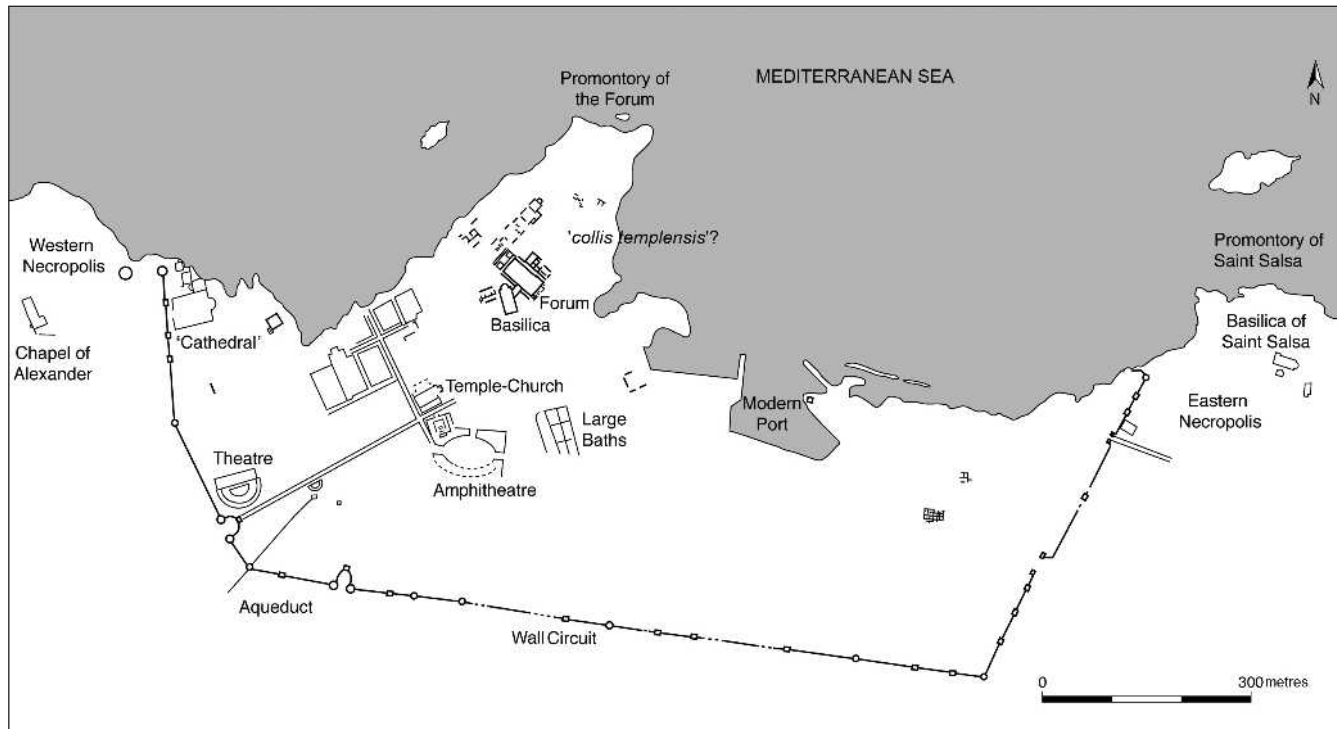 MEDITERRANEAN SEA
Promontory of
the Forum
N
'collis templensis'?
Western
Necropolis
Promontory of
Saint Salsa
Forum
Basilica
'Cathedral'
Basilica of
Saint Salsa
Chapel of
Alexander
Temple-Church
Modern
Port
Large
Baths
Eastern
Necropolis
Theatre
Amphitheatre
Aqueduct
Wall Circuit
0 300 metres